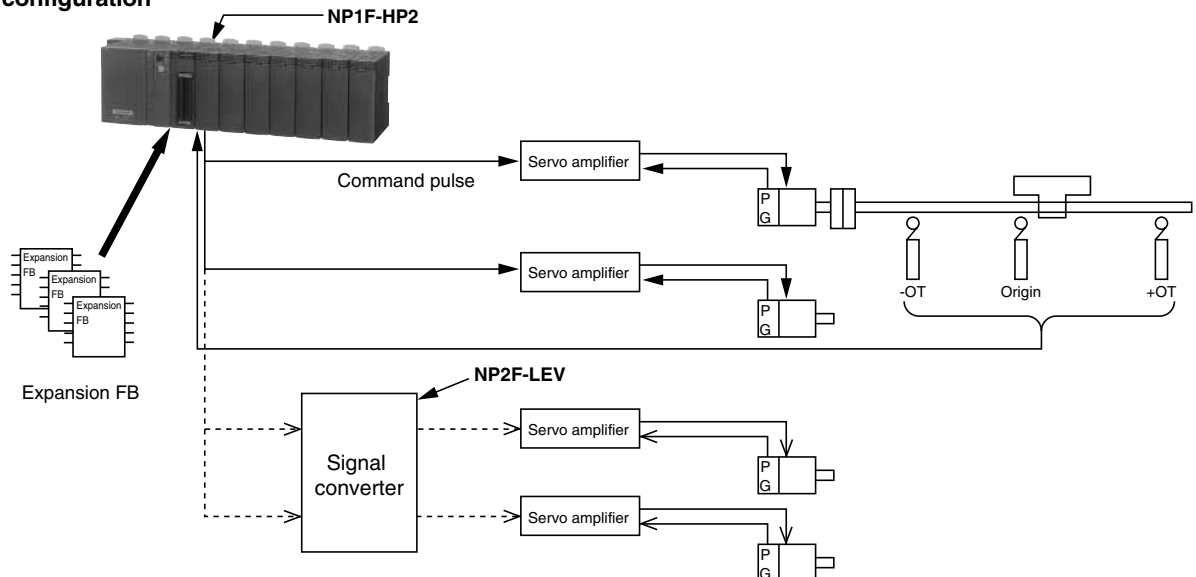 configuration
NP1F-HP2
Servo amplifier
Command pulse
P
G
Expansion
FB
Expansion
FB
Expansion
FB
Servo amplifier
-OT
Origin
+OT
P
G
Expansion FB
NP2F-LEV
Servo amplifier
Signal
converter
P
G
Servo amplifier
P
G